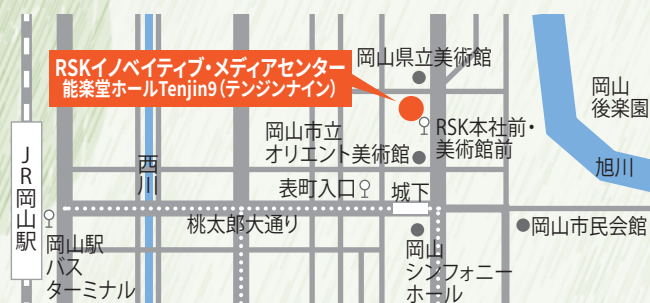 RSKイノベイティブ・メディアセンター
能楽堂ホールTenjin9（テンジンナイン）
岡山県立美術館
岡山
後楽園
RSK本社前・
美術館前
岡山市立
オリエント美術館
旭川
JR岡山駅
西川
表町入口
城下
桃太郎大通り
岡山市民会館
岡山駅
バス
ターミナル
岡山
シンフォニー
ホール